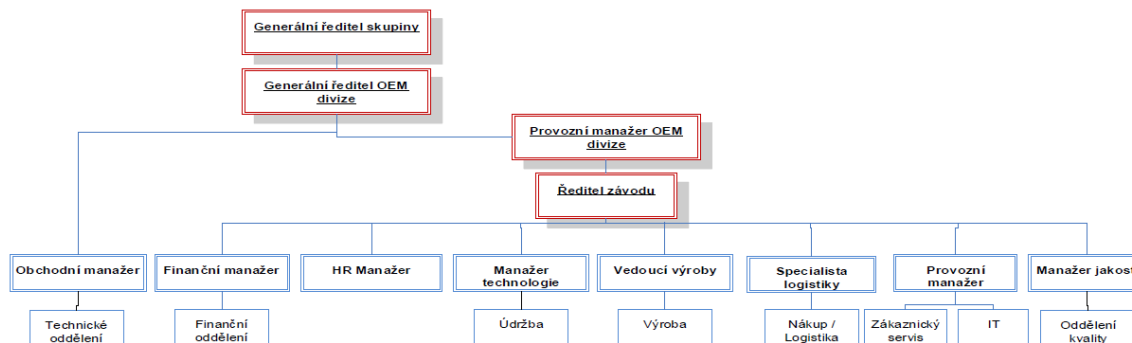 Generální ředitel skupiny
Generální ředitel OEM
divize
Provozní manažer OEM
divize
Ředitel závodu
Obchodní manažer
Finanční manažer
HR Manažer
Manažer
technologie
Vedoucí výroby
Specialista
logistiky
Provozní
manažer
Manažer jakost
Technické
oddělení
Finanční
oddělení
Údržba
Výroba
Nákup /
Logistika
Zákaznický
servis
IT
Oddělení
kvality